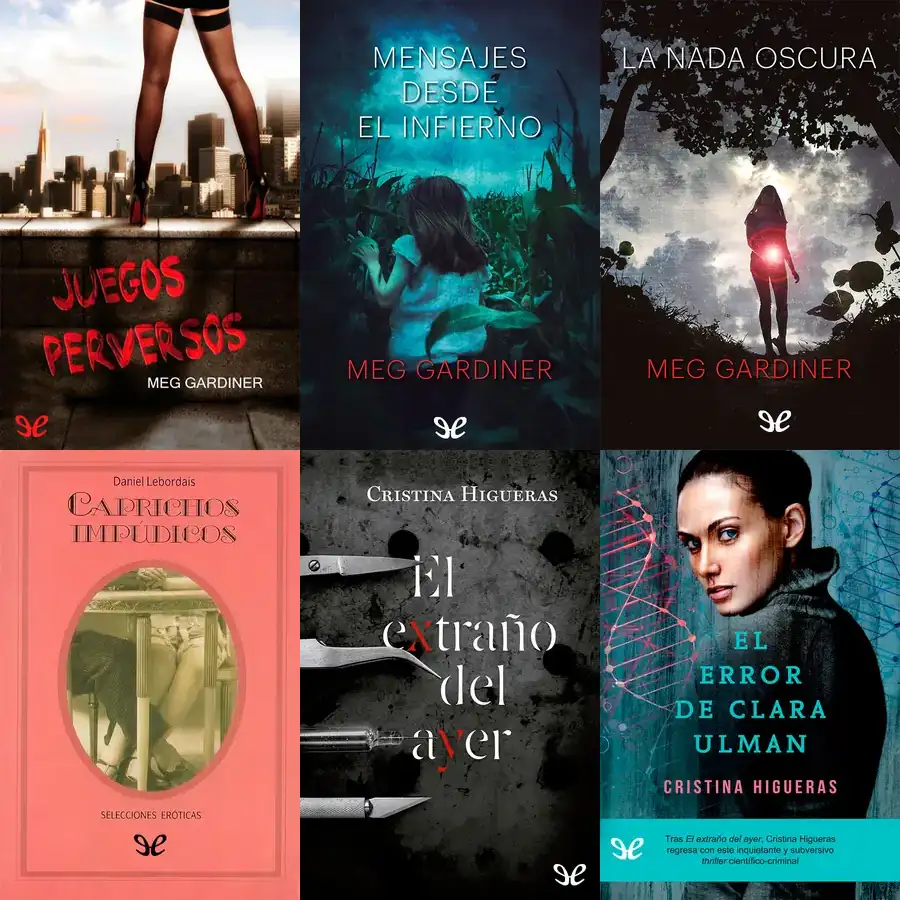 JUEGOS
PERVERSOS
MEG GARDINER
MENSAJES
DESDE
EL INFIERNO
MEG GARDINER
LA NADA OSCURA
MEG GARDINER
Daniel Lebordais
CAPRICHOS
IMPÚDICOS
SELECCIONES ERÓTICAS
CRISTINA HIGUERAS
El
extraño
del
ayer
EL
ERROR
DE CLARA
ULMAN
CRISTINA HIGUERAS
Tras El extraño del ayer, Cristina Higueras
regresa con este inquietante y subversivo
thriller científico-criminal